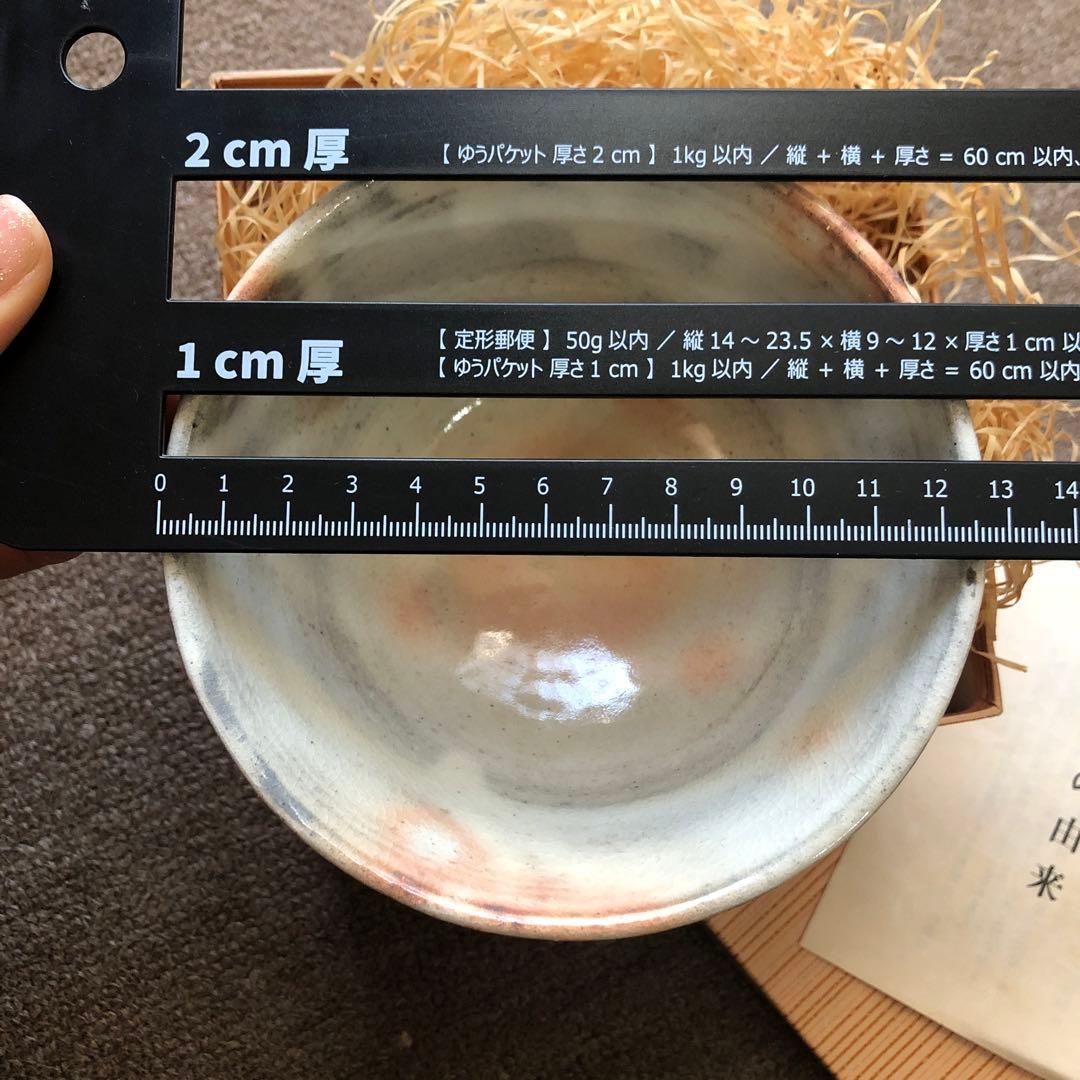 2 cm 厚
【 ゆうパケット 厚さ 2 cm 】 1kg 以内 ／ 縦 + 横 + 厚さ = 60 cm 以内、
1 cm 厚
【 定形郵便 】 50g 以内 ／ 縦 14 ～ 23.5 × 横 9 ～ 12 × 厚さ 1 cm 以
【 ゆうパケット 厚さ 1 cm 】 1kg 以内 ／ 縦 + 横 + 厚さ = 60 cm 以内
0 1 2 3 4 5 6 7 8 9 10 11 12 13 14
由来